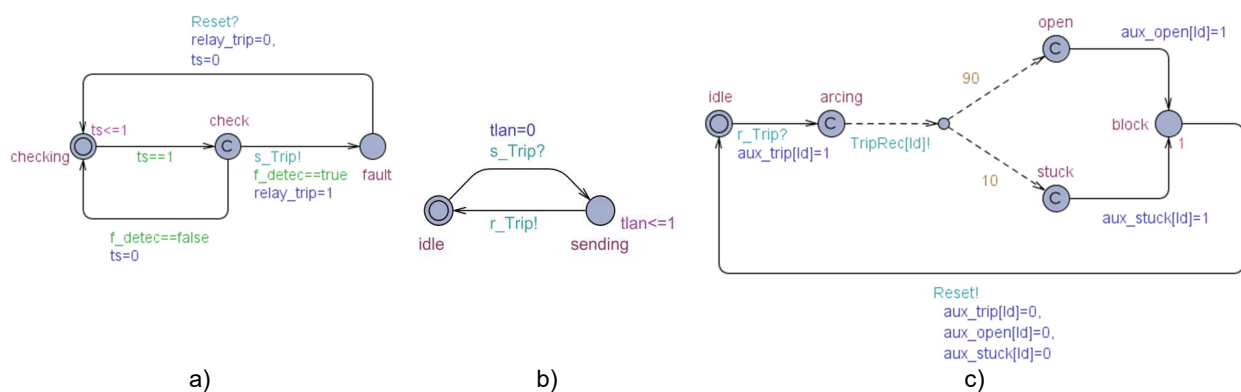 Reset?
relay_trip=0,
ts=0
ts<=1
checking
ts==1
check
C
s_Trip!
f_detec==true
relay_trip=1
fault
f_detec==false
ts=0
a)
tlan=0
s_Trip?
r_Trip!
idle
sending
tlan<=1
b)
idle
r_Trip?
aux_trip[Id]=1
arcing
C
TripRec[Id]!
90
10
open
C
aux_open[Id]=1
stuck
C
aux_stuck[Id]=1
block
1
Reset!
aux_trip[Id]=0,
aux_open[Id]=0,
aux_stuck[Id]=0
c)